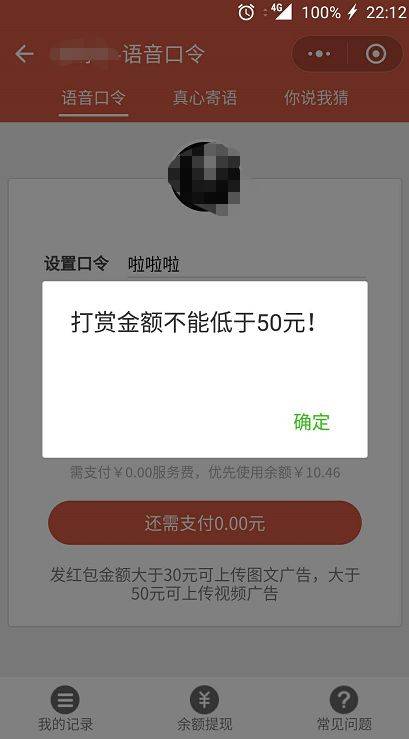 4G 100% 22:12
-语音口令
语音口令 真心寄语 你说我猜
设置口令 啦啦啦
打赏金额不能低于50元！
确定
需支付￥0.00服务费，优先使用余额￥10.46
还需支付0.00元
发红包金额大于30元可上传图文广告，大于
50元可上传视频广告
我的记录 余额提现 常见问题